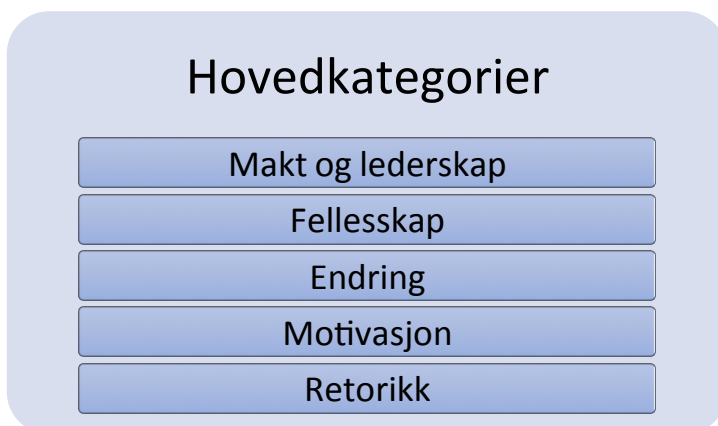 Hovedkategorier
Makt og lederskap
Fellesskap
Endring
Motivasjon
Retorikk